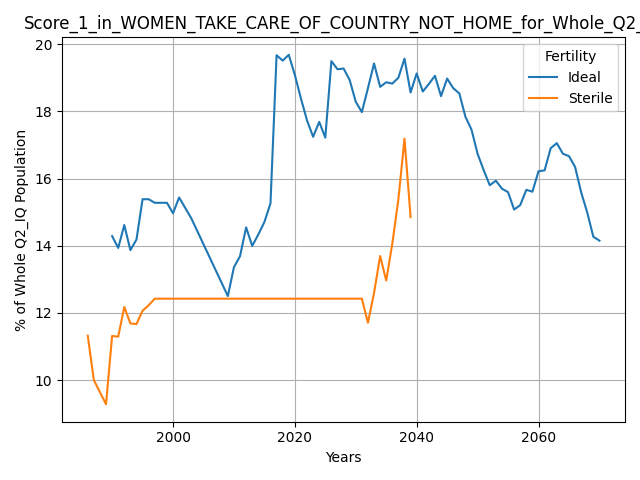 Score_1_in_WOMEN_TAKE_CARE_OF_COUNTRY_NOT_HOME_for_Whole_Q2_
Fertility
Ideal
Sterile
% of Whole Q2_IQ Population
20
18
16
14
12
10
2000 2020 2040 2060
Years